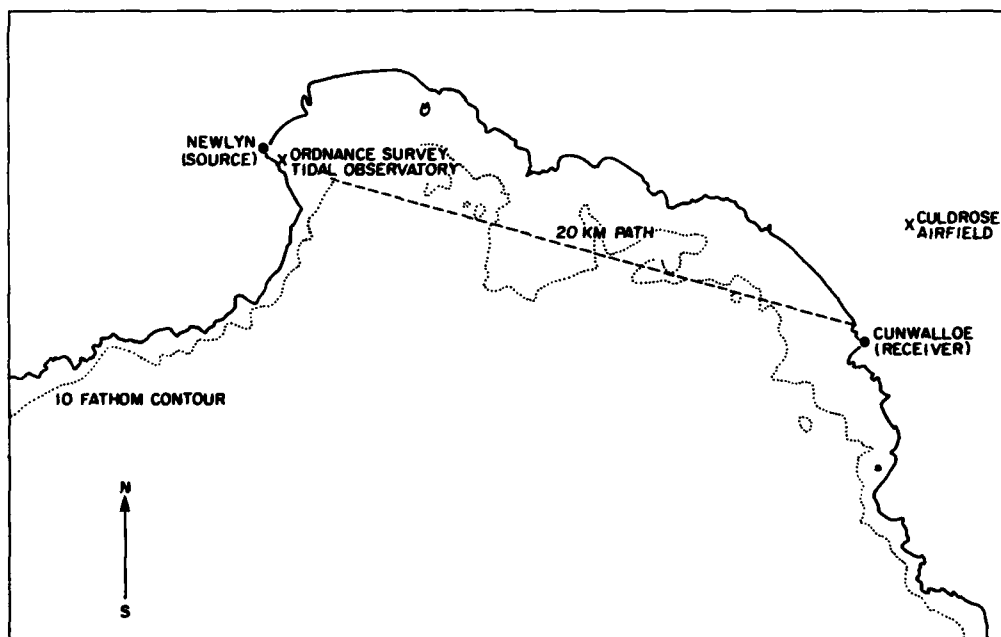 NEWLYN
(SOURCE)
ORDNANCE SURVEY
TIDAL OBSERVATORY
CULDROSE
AIRFIELD
20 KM PATH
CUNWALLOE
(RECEIVER)
10 FATHOM CONTOUR
N
S